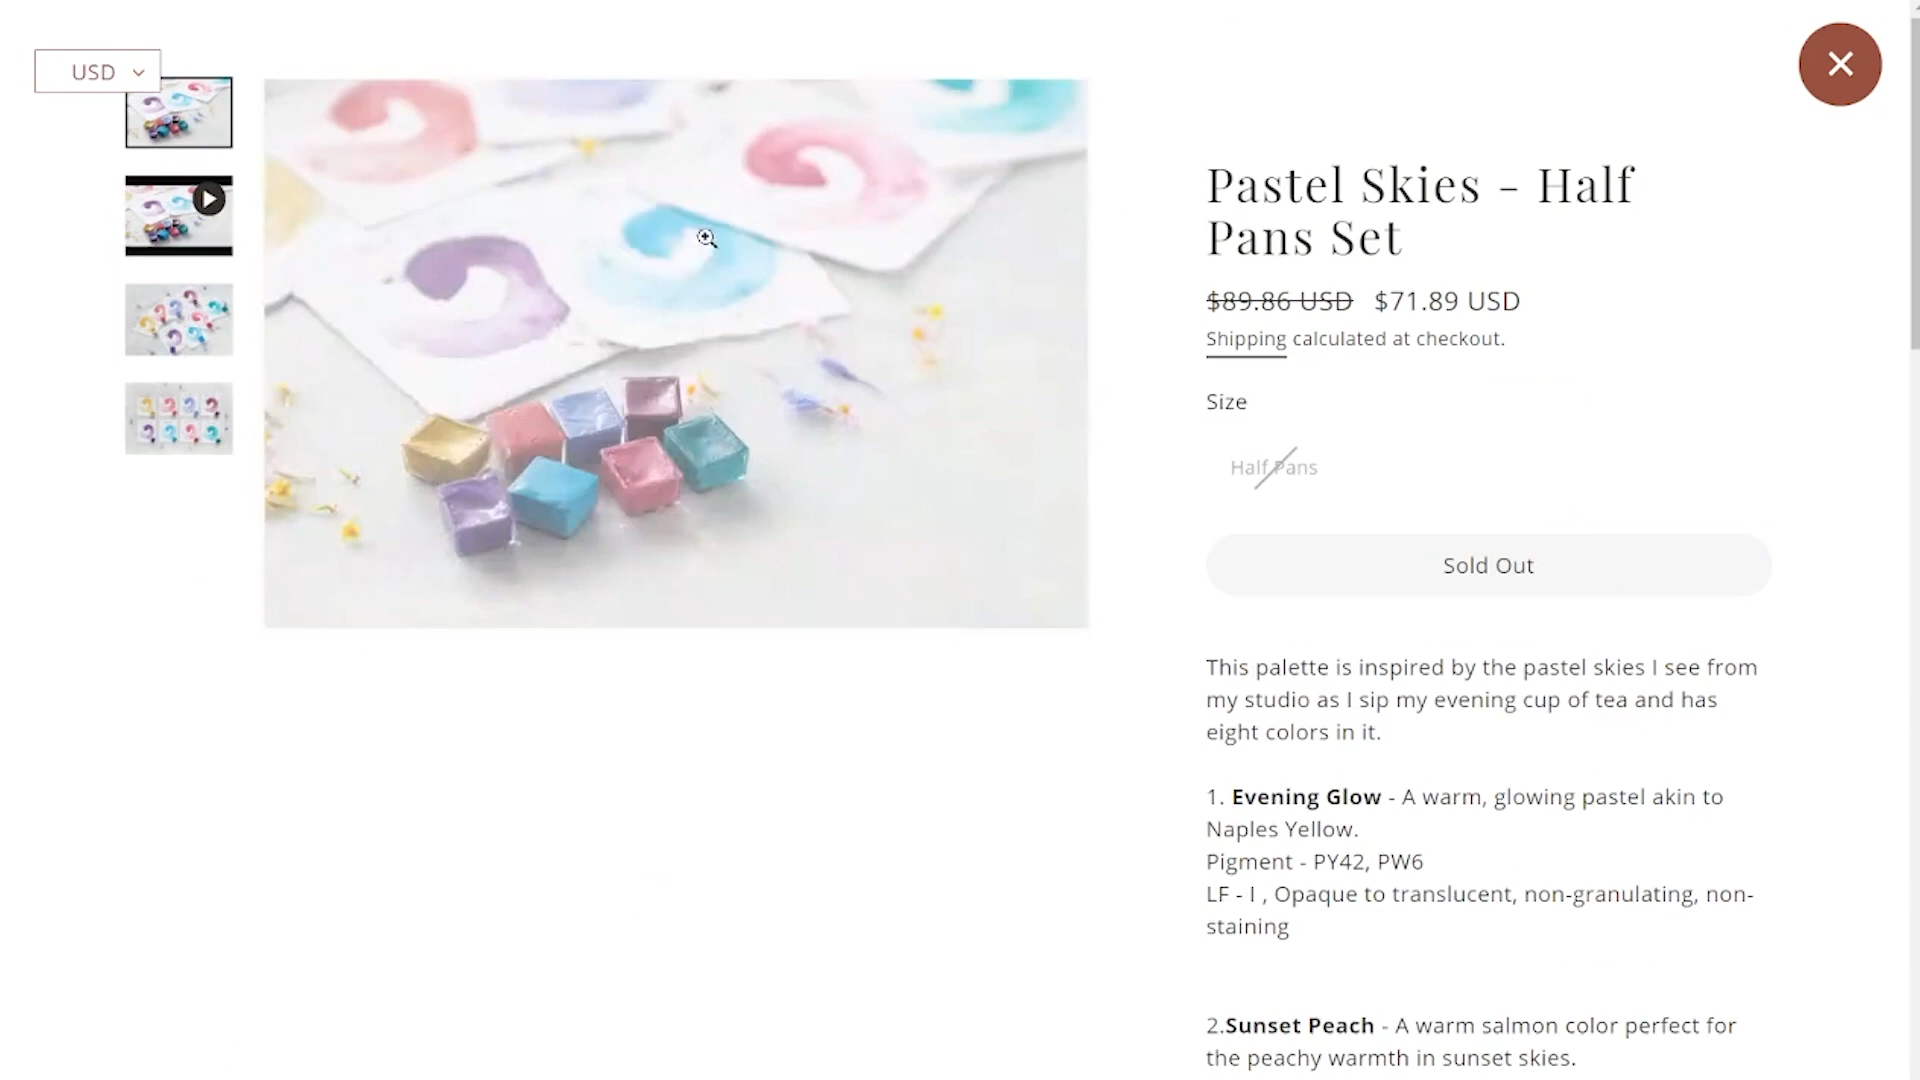 USD
Pastel Skies - Half
Pans Set
$89.86 USD $71.89 USD
Shipping calculated at checkout.
Size
Half Pans
Sold Out
This palette is inspired by the pastel skies I see from
my studio as I sip my evening cup of tea and has
eight colors in it.
1. Evening Glow - A warm, glowing pastel akin to
Naples Yellow.
Pigment - PY42, PW6
LF - I , Opaque to translucent, non-granulating, non-
staining
2.Sunset Peach - A warm salmon color perfect for
the peachy warmth in sunset skies.